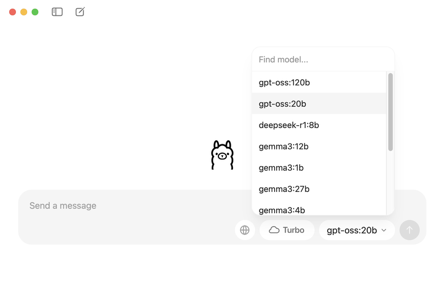 Find model...
gpt-oss:120b
gpt-oss:20b
deepseek-r1:8b
gemma3:12b
gemma3:1b
gemma3:27b
gemma3:4b
Send a message
Turbo
gpt-oss:20b